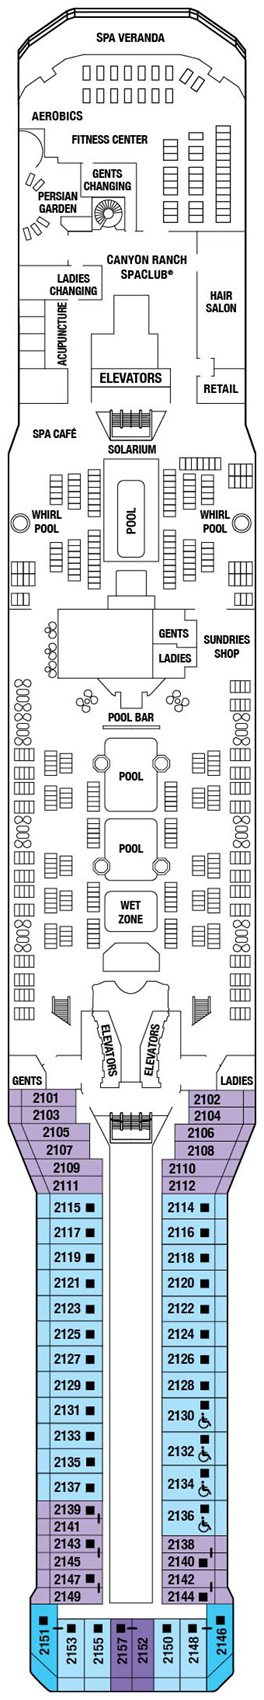 SPA VERANDA
AEROBICS
FITNESS CENTER
GENTS
CHANGING
PERSIAN
GARDEN
CANYON RANCH
SPACLUB®
LADIES
CHANGING
HAIR
SALON
ACUPUNCTURE
ELEVATORS
RETAIL
SPA CAFÉ
SOLARIUM
WHIRL
POOL
POOL
WHIRL
POOL
GENTS
LADIES
SUNDRIES
SHOP
POOL BAR
POOL
POOL
WET
ZONE
ELEVATORS
ELEVATORS
GENTS
LADIES
2101
2102
2103
2104
2105
2106
2107
2108
2109
2110
2111
2112
2115
2114
2117
2116
2119
2118
2121
2120
2123
2122
2125
2124
2127
2126
2129
2128
2131
2130
2133
2132
2135
2134
2137
2136
2139
2141
2138
2143
2140
2145
2142
2147
2144
2149
2151
2153
2155
2157
2152
2150
2148
2146